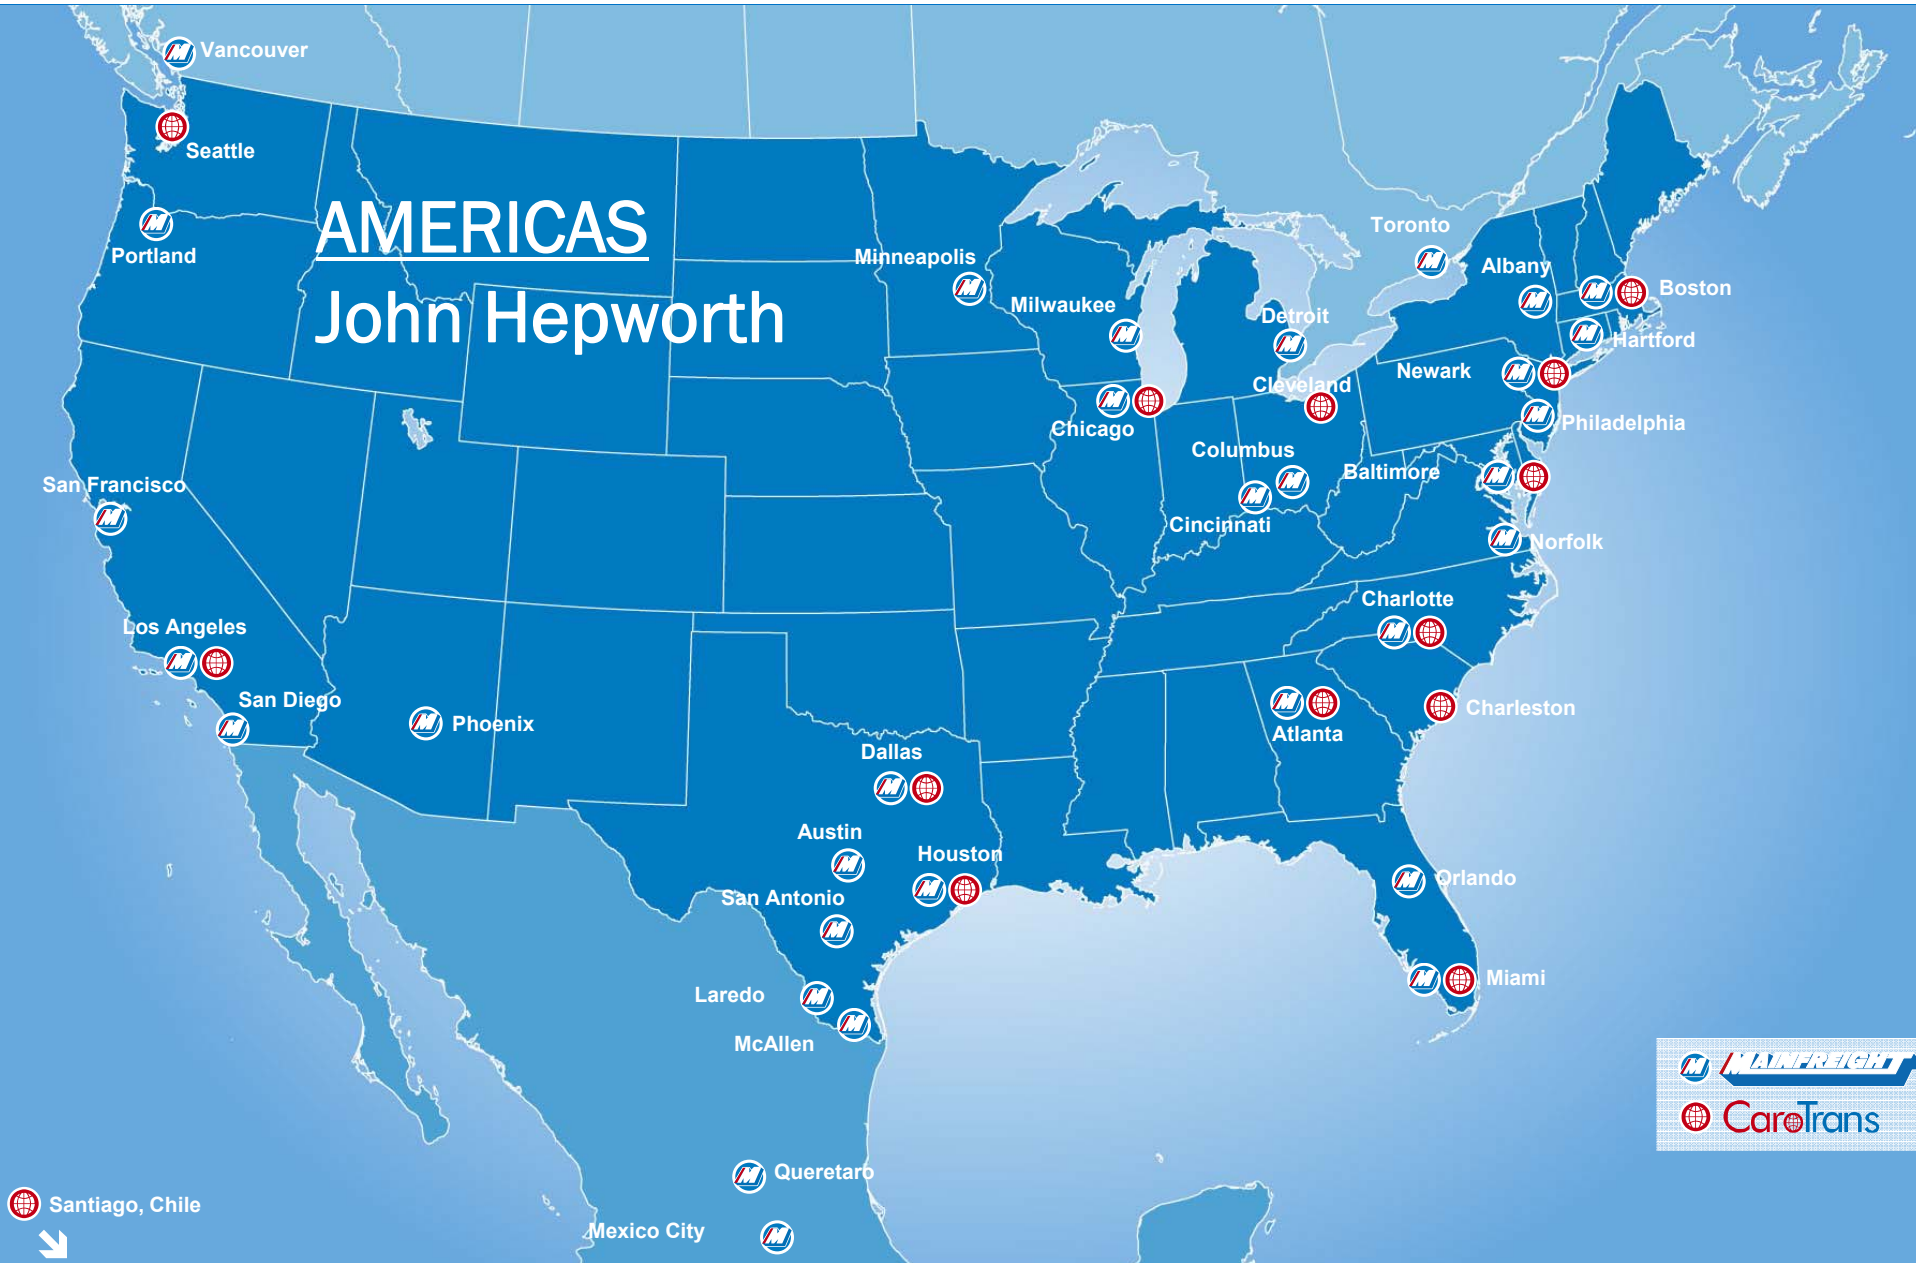 Vancouver
Seattle
AMERICAS
John Hepworth
Portland
Minneapolis
Milwaukee
Toronto
Albany
Boston
Detroit
Hartford
Newark
Cleveland
Chicago
Philadelphia
Columbus
Baltimore
San Francisco
Cincinnati
Norfolk
Charlotte
Los Angeles
San Diego
Phoenix
Charleston
Atlanta
Dallas
Austin
Houston
Orlando
San Antonio
Miami
Laredo
McAllen
M MAINFREIGHT
CaroTrans
Queretaro
Santiago, Chile
Mexico City